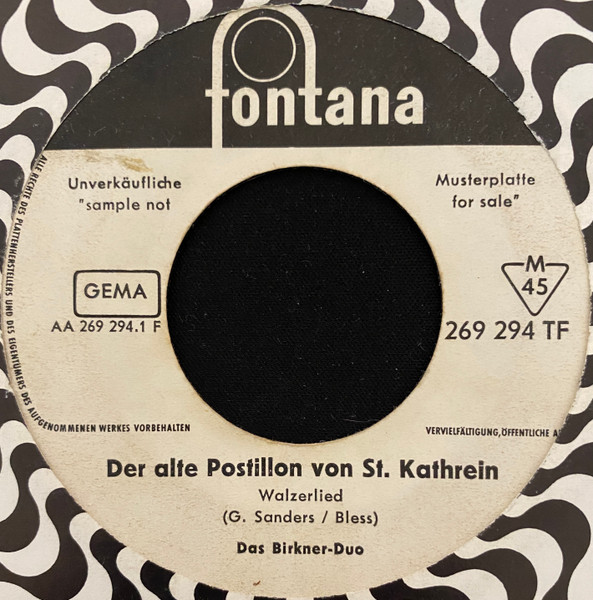 fontana
Unverkäufliche Musterplatte
"sample not for sale"
GEMA
M
45
AA 269 294.1 F
269 294 TF
ALLE RECHTE DES PLATTENHERSTELLERS UND DES EIGENTÜMERS DES AUFGENOMMENEN WERKES VORBEHALTEN
VERVIELFÄLTIGUNG, ÖFFENTLICHE
Der alte Postillon von St. Kathrein
Walzerlied
(G. Sanders / Bless)
Das Birkner-Duo